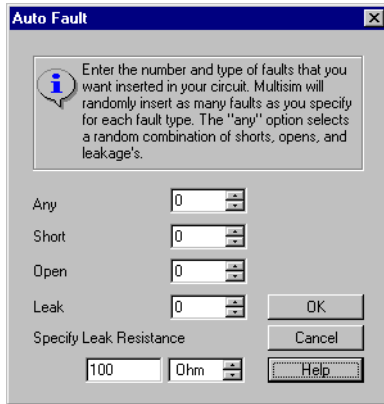 Auto Fault
Enter the number and type of faults that you
want inserted in your circuit. Multisim will
randomly insert as many faults as you specify
for each fault type. The "any" option selects
a random combination of shorts, opens, and
leakage's.
Any 0
Short 0
Open 0
Leak 0 OK
Specify Leak Resistance Cancel
100 Ohm Help